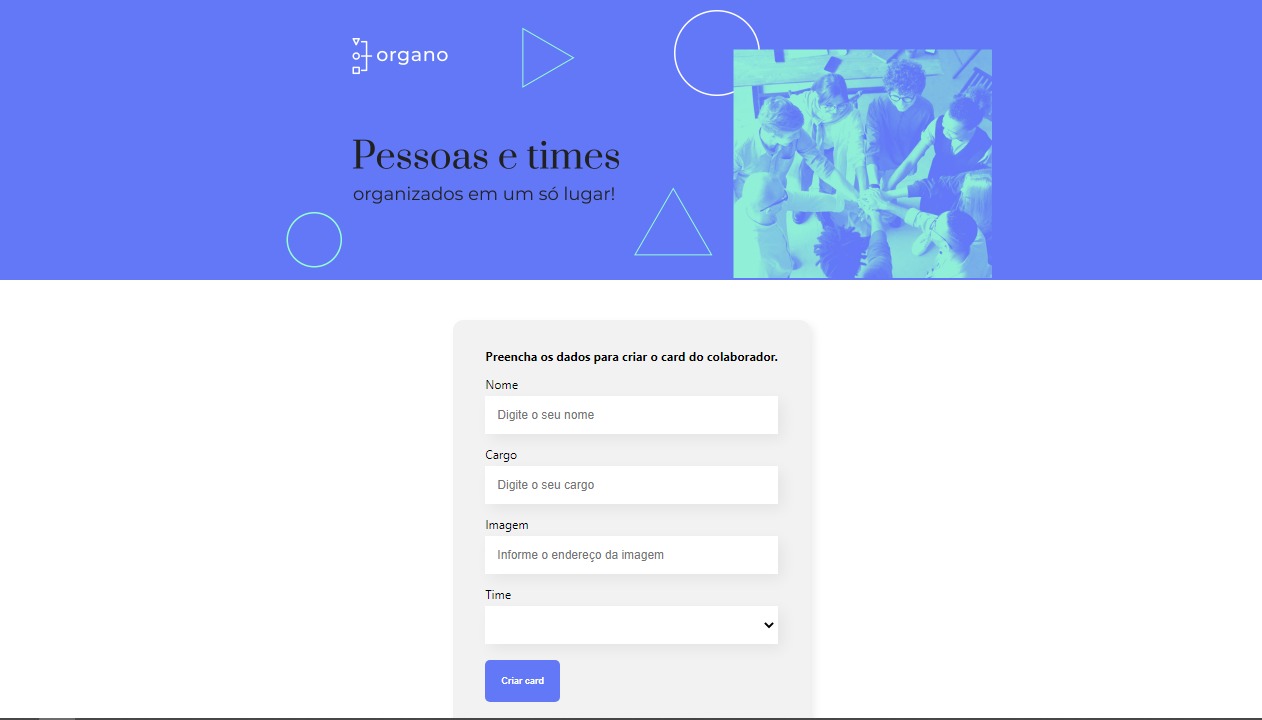 organo
Pessoas e times
organizados em um só lugar!
Preencha os dados para criar o card do colaborador.
Nome
Digite o seu nome
Cargo
Digite o seu cargo
Imagem
Informe o endereço da imagem
Time
Criar card